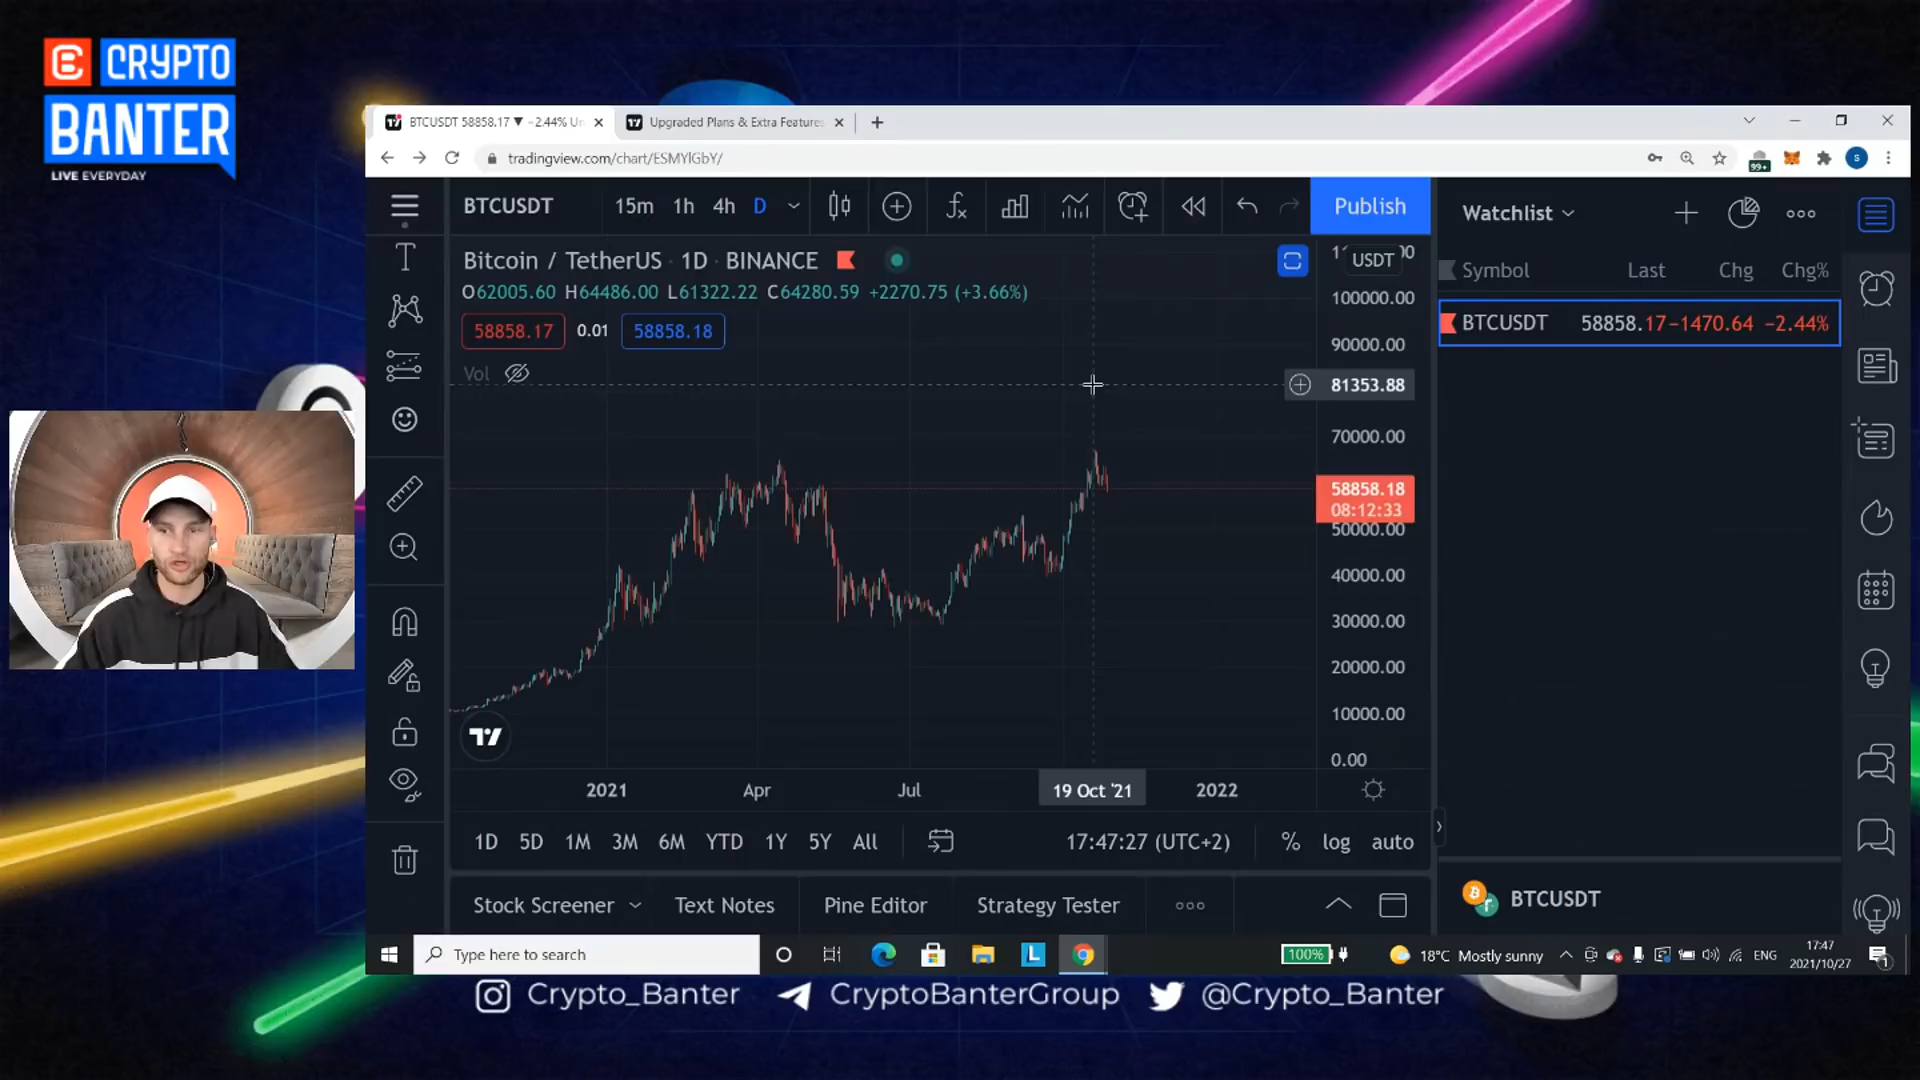 CRYPTO
BANTER
LIVE EVERYDAY
BTCUSDT 58858.17 ▼ −2.44% Un
Upgraded Plans & Extra Features
tradingview.com/chart/ESMYlGbY/
99+
S
BTCUSDT 15m 1h 4h D Publish
Watchlist
Bitcoin / TetherUS · 1D · BINANCE
USDT
Symbol Last Chg Chg%
O62005.60 H64486.00 L61322.22 C64280.59 +2270.75 (+3.66%)
100000.00
58858.17 0.01 58858.18
BTCUSDT 58858.17 −1470.64 −2.44%
90000.00
Vol
81353.88
70000.00
58858.18
08:12:33
50000.00
40000.00
30000.00
20000.00
10000.00
0.00
2021 Apr Jul 19 Oct '21 2022
1D 5D 1M 3M 6M YTD 1Y 5Y All 17:47:27 (UTC+2) % log auto
Stock Screener Text Notes Pine Editor Strategy Tester
BTCUSDT
Type here to search
L
100%
18°C Mostly sunny
ENG
17:47
2021/10/27
1
Crypto_Banter CryptoBanterGroup @Crypto_Banter